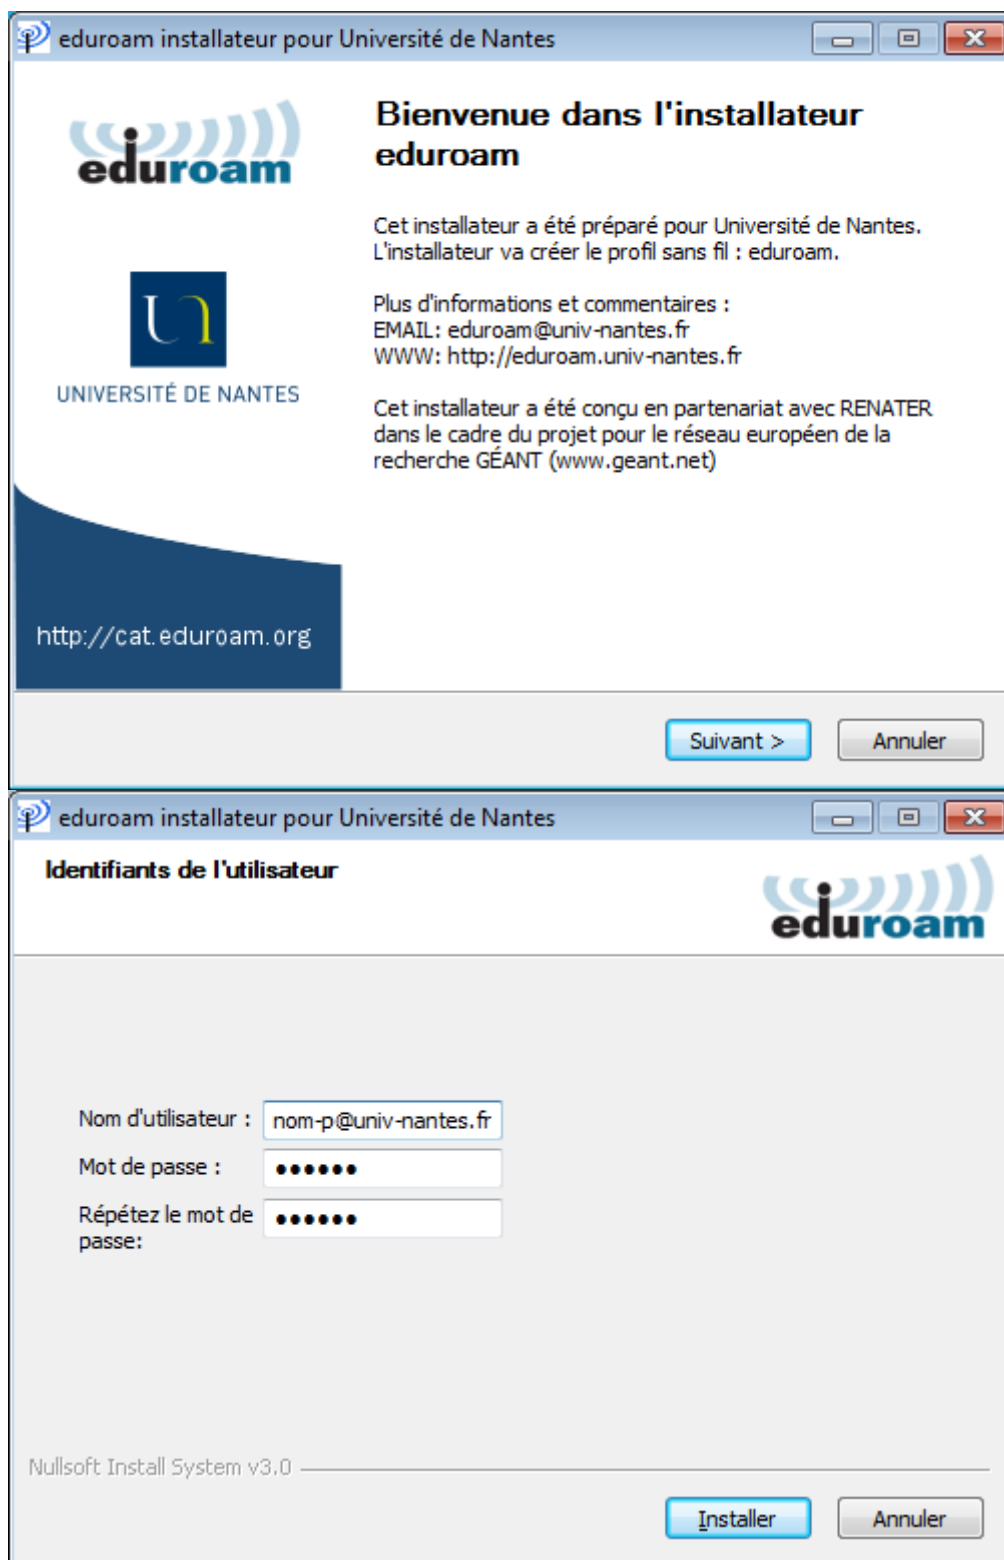 eduroam installateur pour Université de Nantes
eduroam
UNIVERSITÉ DE NANTES
http://cat.eduroam.org
Bienvenue dans l'installateur
eduroam
Cet installateur a été préparé pour Université de Nantes.
L'installateur va créer le profil sans fil : eduroam.
Plus d'informations et commentaires :
EMAIL: eduroam@univ-nantes.fr
WWW: http://eduroam.univ-nantes.fr
Cet installateur a été conçu en partenariat avec RENATER
dans le cadre du projet pour le réseau européen de la
recherche GÉANT (www.geant.net)
Suivant >
Annuler
eduroam installateur pour Université de Nantes
Identifiants de l'utilisateur
eduroam
Nom d'utilisateur : nom-p@univ-nantes.fr
Mot de passe : ●●●●●●
Répétez le mot de ●●●●●●
passe:
Nullsoft Install System v3.0
Installer
Annuler